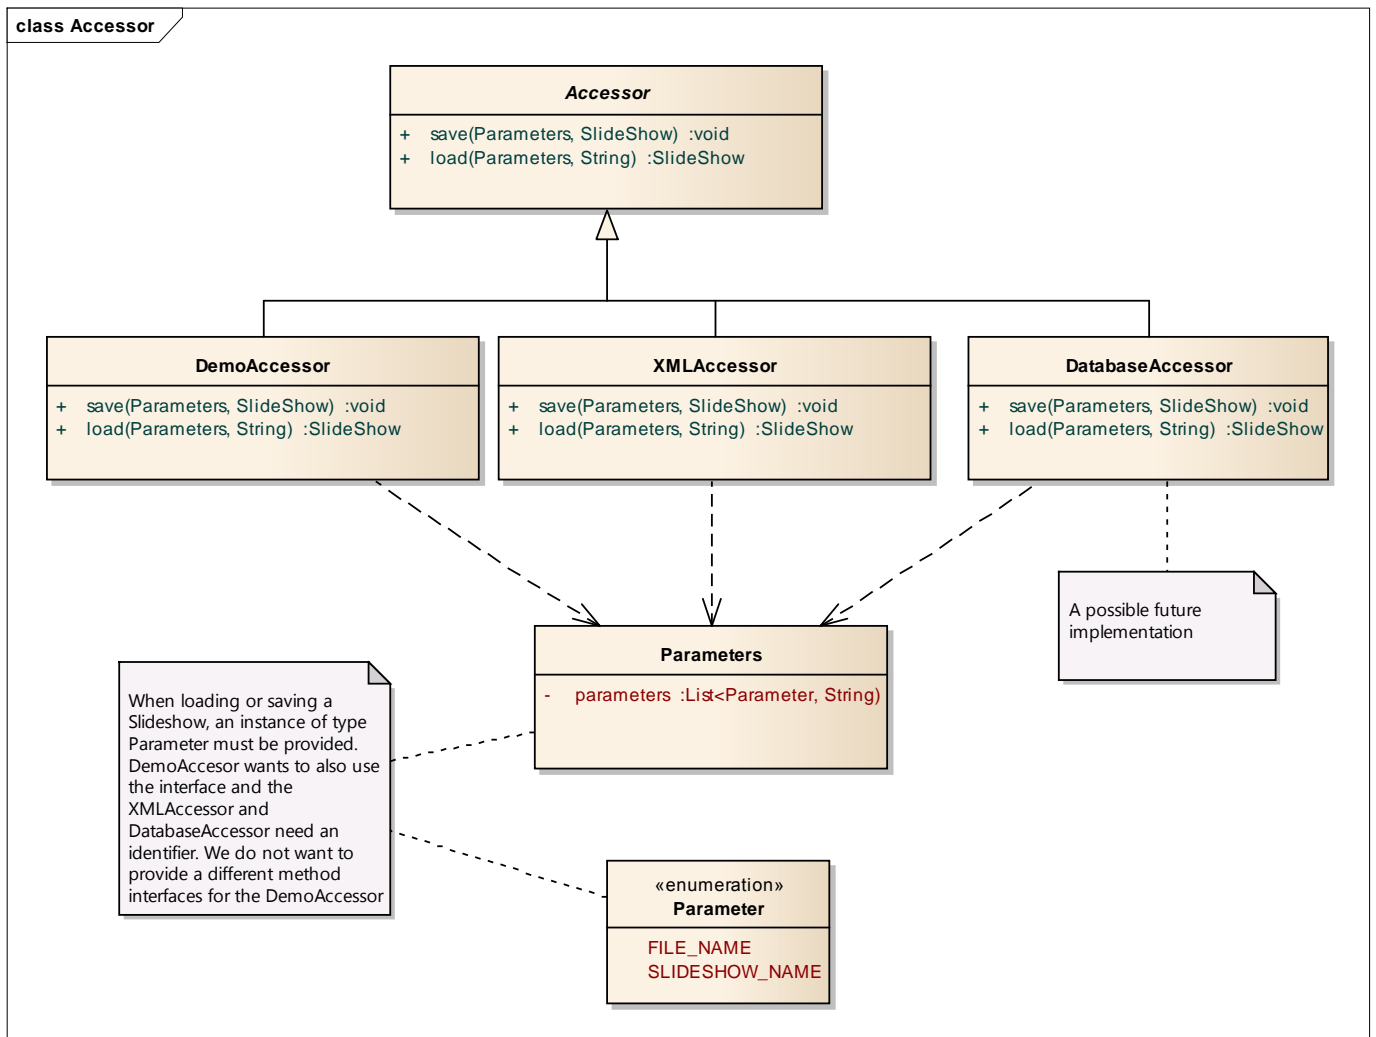 class Accessor
Accessor
+ save(Parameters, SlideShow) :void
+ load(Parameters, String) :SlideShow
DemoAccessor
+ save(Parameters, SlideShow) :void
+ load(Parameters, String) :SlideShow
XMLAccessor
+ save(Parameters, SlideShow) :void
+ load(Parameters, String) :SlideShow
DatabaseAccessor
+ save(Parameters, SlideShow) :void
+ load(Parameters, String) :SlideShow
A possible future
implementation
Parameters
- parameters :List<Parameter, String)
When loading or saving a
Slideshow, an instance of type
Parameter must be provided.
DemoAccesor wants to also use
the interface and the
XMLAccessor and
DatabaseAccessor need an
identifier. We do not want to
provide a different method
interfaces for the DemoAccessor
«enumeration»
Parameter
FILE_NAME
SLIDESHOW_NAME